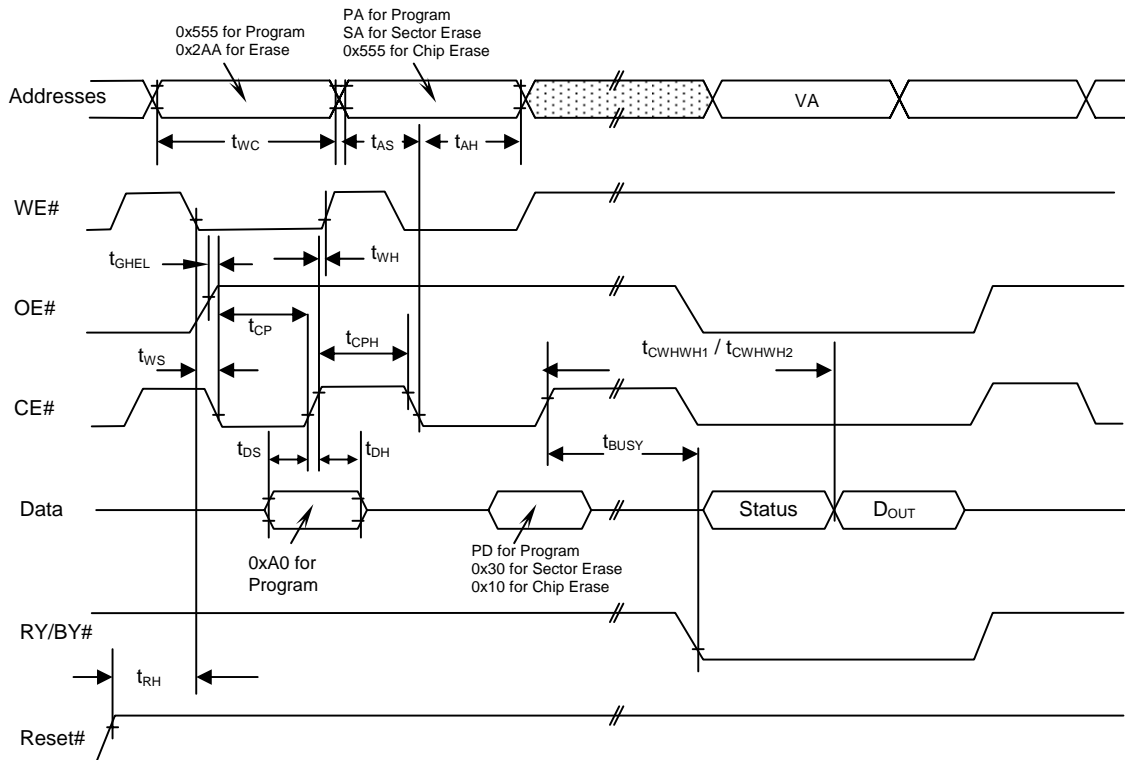 0x555 for Program
0x2AA for Erase
PA for Program
SA for Sector Erase
0x555 for Chip Erase
Addresses
VA
tWC
tAS
tAH
WE#
tGHEL
tWH
OE#
tCP
tCPH
tWS
tCWHWH1 / tCWHWH2
CE#
tDS
tDH
tBUSY
Data
Status
DOUT
0xA0 for
Program
PD for Program
0x30 for Sector Erase
0x10 for Chip Erase
RY/BY#
tRH
Reset#